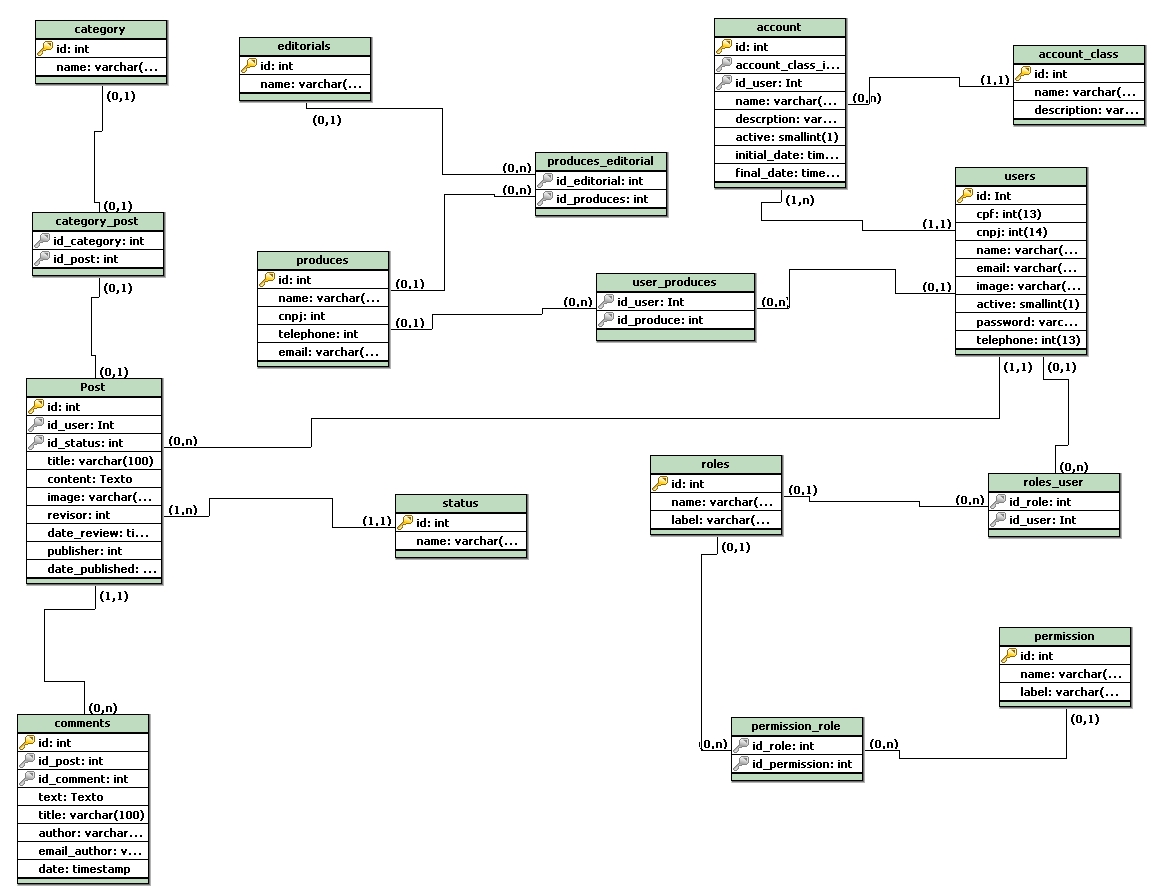 category
id: int
name: varchar(...
(0,1)
(0,1)
category_post
id_category: int
id_post: int
(0,1)
(0,1)
editorials
id: int
name: varchar(...
(0,1)
(0,n)
(0,n)
produces_editorial
id_editorial: int
id_produces: int
produces
id: int
name: varchar(...
cnpj: int
telephone: int
email: varchar(...
(0,1)
(0,1)
(0,n)
user_produces
id_user: Int
id_produce: int
(0,n)
(0,1)
account
id: int
account_class_i...
id_user: Int
name: varchar(...
descrption: var...
active: smallint(1)
initial_date: tim...
final_date: time...
(0,n)
(1,1)
(1,n)
(1,1)
account_class
id: int
name: varchar(...
description: var...
users
id: Int
cpf: int(13)
cnpj: int(14)
name: varchar(...
email: varchar(...
image: varchar(...
active: smallint(1)
password: varc...
telephone: int(13)
(1,1)
(0,1)
Post
id: int
id_user: Int
id_status: int
title: varchar(100)
content: Texto
image: varchar(...
revisor: int
date_review: ti...
publisher: int
date_published: ...
(0,n)
(1,n)
(1,1)
(1,1)
status
id: int
name: varchar(...
roles
id: int
name: varchar(...
label: varchar(...
(0,1)
(0,n)
(0,n)
roles_user
id_role: int
id_user: Int
(0,1)
permission
id: int
name: varchar(...
label: varchar(...
(0,1)
(0,n)
permission_role
id_role: int
id_permission: int
(0,n)
(0,n)
comments
id: int
id_post: int
id_comment: int
text: Texto
title: varchar(100)
author: varchar...
email_author: v...
date: timestamp